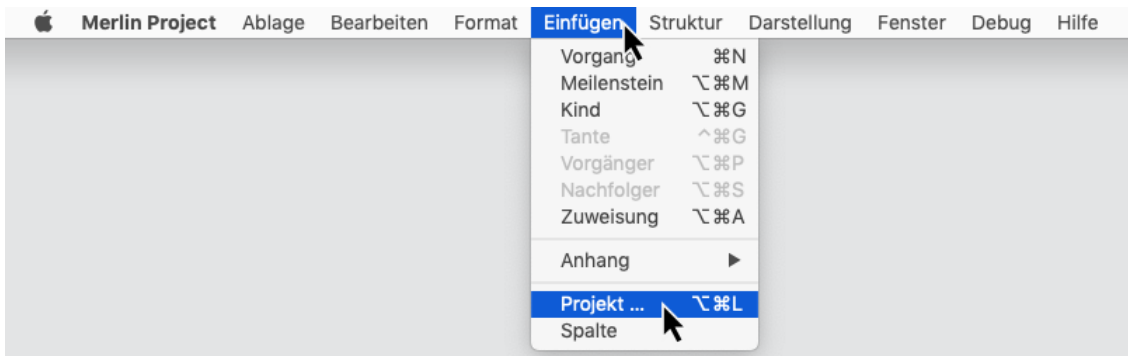 Merlin Project Ablage Bearbeiten Format Einfügen Struktur Darstellung Fenster Debug Hilfe
Vorgang ⌘N
Meilenstein ⌥⌘M
Kind ⌥⌘G
Tante ^⌘G
Vorgänger ⌥⌘P
Nachfolger ⌥⌘S
Zuweisung ⌥⌘A
Anhang ▶
Projekt ... ⌥⌘L
Spalte